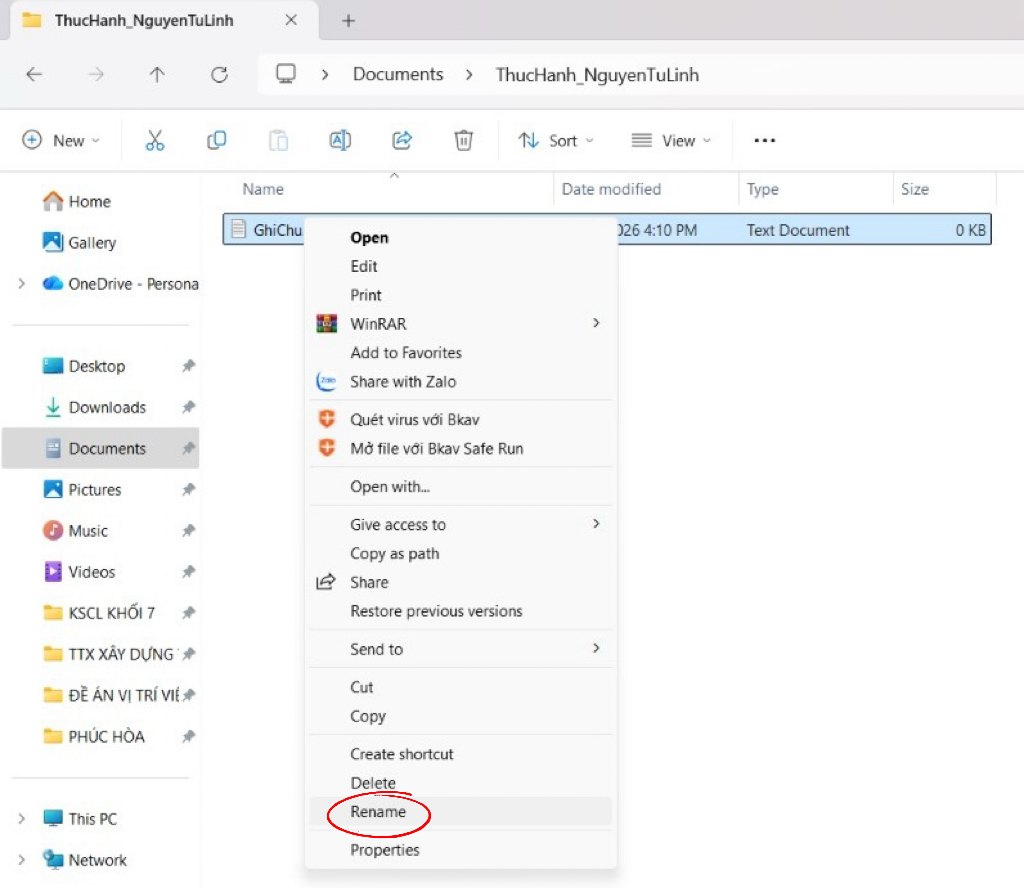 ThucHanh_NguyenTuLinh
Documents > ThucHanh_NguyenTuLinh
New
Sort
View
Name
Date modified
Type
Size
GhiChu
026 4:10 PM
Text Document
0 KB
Home
Gallery
OneDrive - Persona
Desktop
Downloads
Documents
Pictures
Music
Videos
KSCL KHỐI 7
TTX XÂY DỰNG
ĐỀ ÁN VỊ TRÍ VIỆ
PHÚC HÒA
This PC
Network
Open
Edit
Print
WinRAR
Add to Favorites
Zalo
Share with Zalo
Quét virus với Bkav
Mở file với Bkav Safe Run
Open with...
Give access to
Copy as path
Share
Restore previous versions
Send to
Cut
Copy
Create shortcut
Delete
Rename
Properties